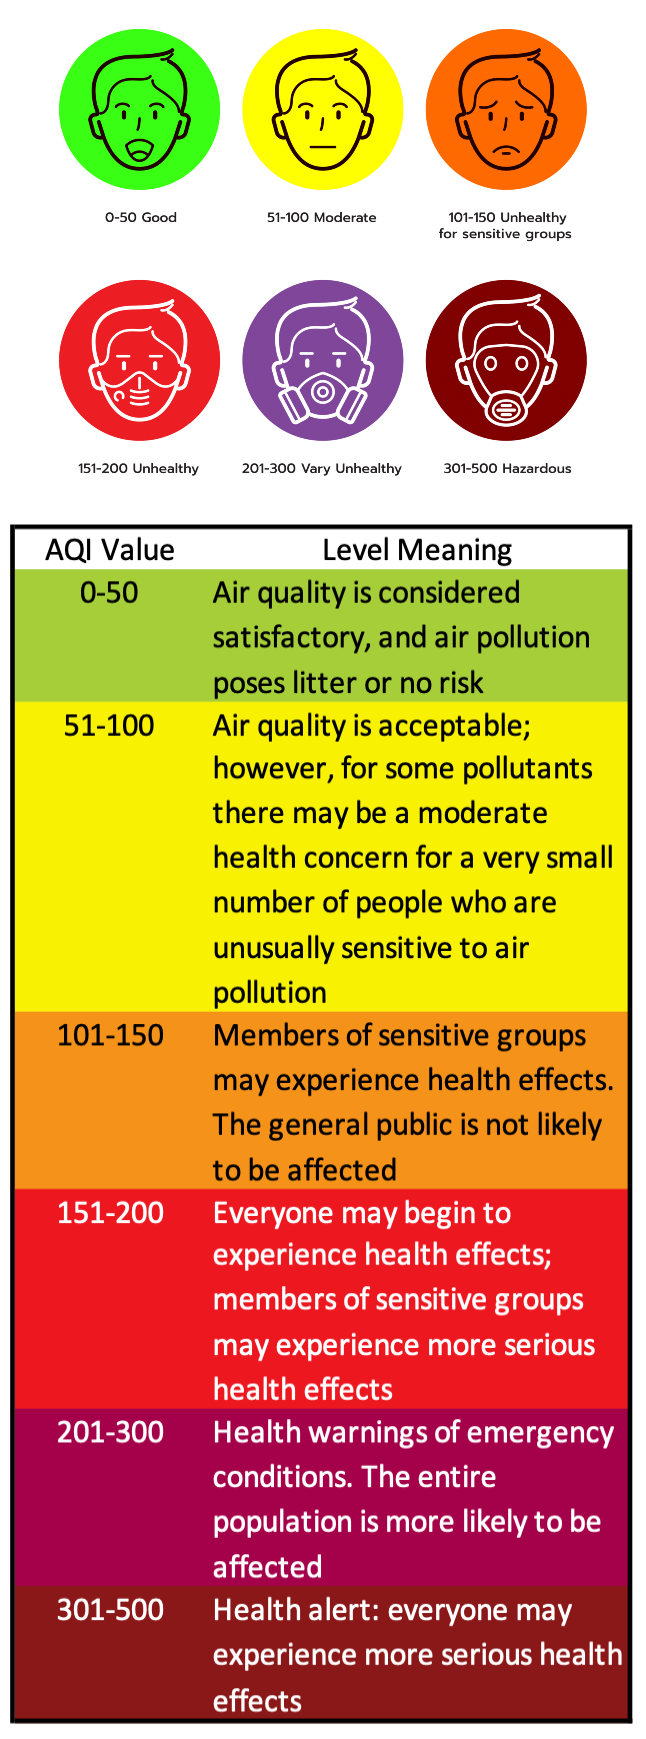 0-50 Good
51-100 Moderate
101-150 Unhealthy
for sensitive groups
151-200 Unhealthy
201-300 Vary Unhealthy
301-500 Hazardous
AQI Value Level Meaning
0-50 Air quality is considered
satisfactory, and air pollution
poses litter or no risk
51-100 Air quality is acceptable;
however, for some pollutants
there may be a moderate
health concern for a very small
number of people who are
unusually sensitive to air
pollution
101-150 Members of sensitive groups
may experience health effects.
The general public is not likely
to be affected
151-200 Everyone may begin to
experience health effects;
members of sensitive groups
may experience more serious
health effects
201-300 Health warnings of emergency
conditions. The entire
population is more likely to be
affected
301-500 Health alert: everyone may
experience more serious health
effects